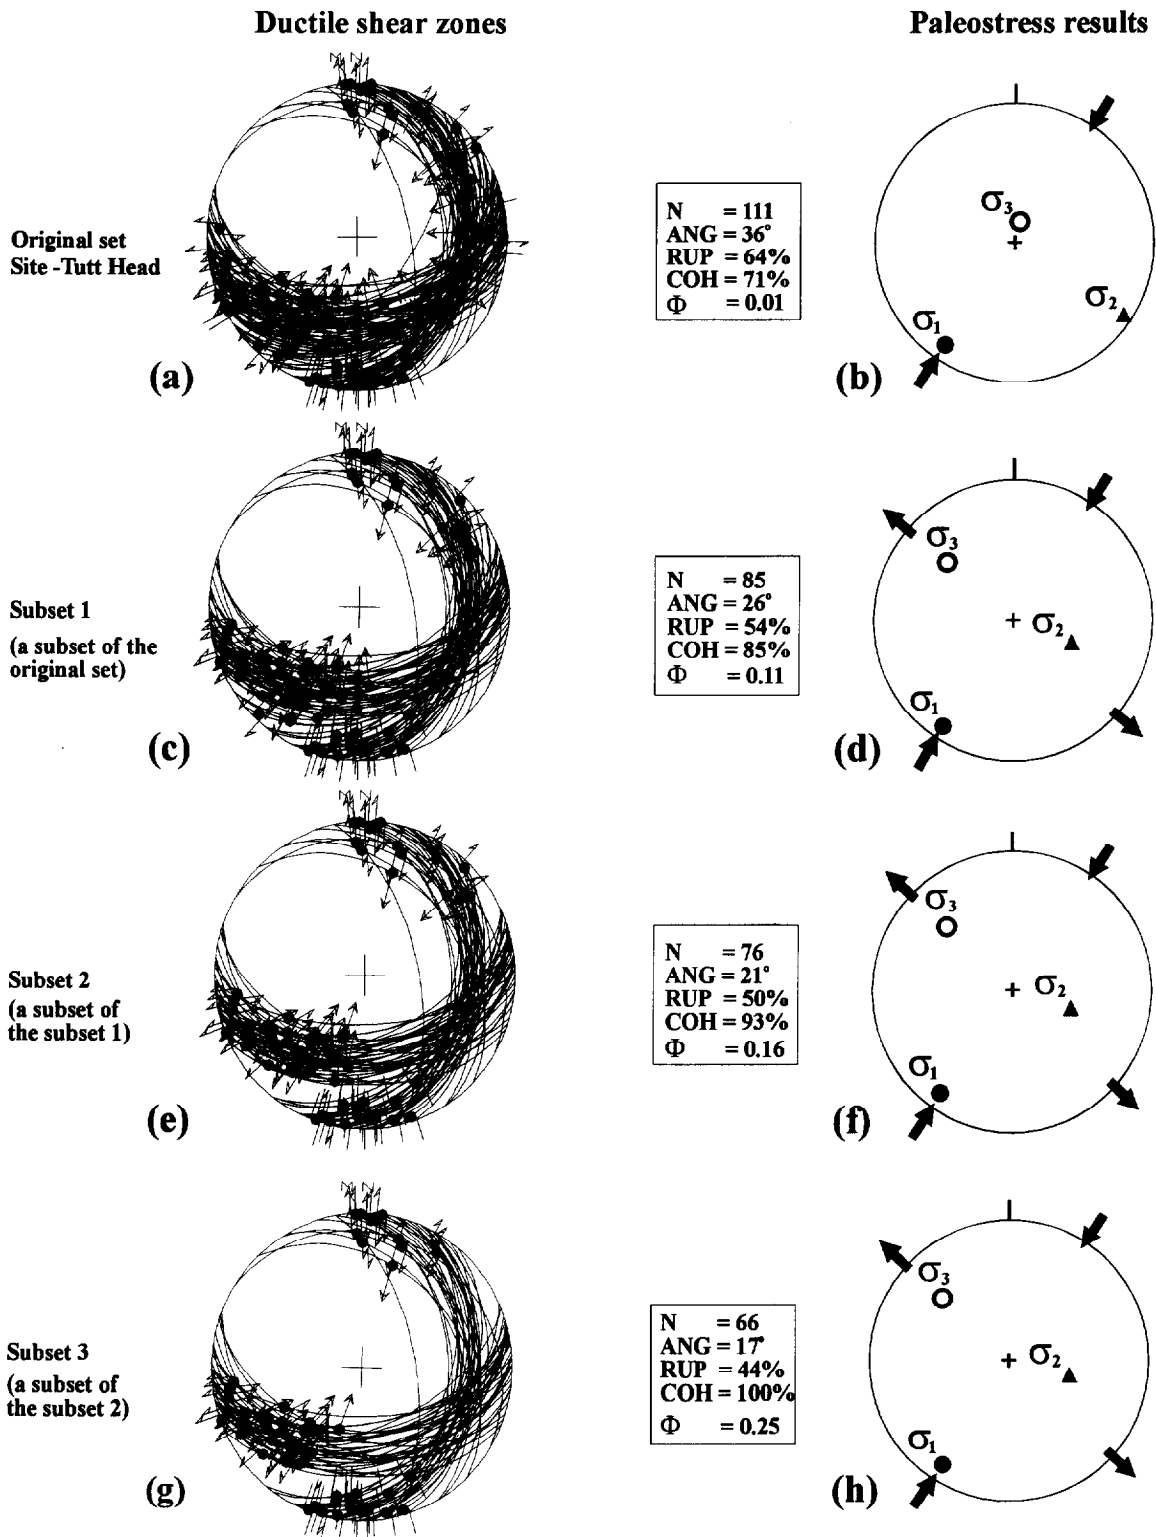 Ductile shear zones
Paleostress results
Original set
Site -Tutt Head
(a)
N = 111
ANG = 36°
RUP = 64%
COH = 71%
Φ = 0.01
σ3
σ2
σ1
(b)
Subset 1
(a subset of the
original set)
(c)
N = 85
ANG = 26°
RUP = 54%
COH = 85%
Φ = 0.11
σ3
σ2
σ1
(d)
Subset 2
(a subset of
the subset 1)
(e)
N = 76
ANG = 21°
RUP = 50%
COH = 93%
Φ = 0.16
σ3
σ2
σ1
(f)
Subset 3
(a subset of
the subset 2)
(g)
N = 66
ANG = 17°
RUP = 44%
COH = 100%
Φ = 0.25
σ3
σ2
σ1
(h)